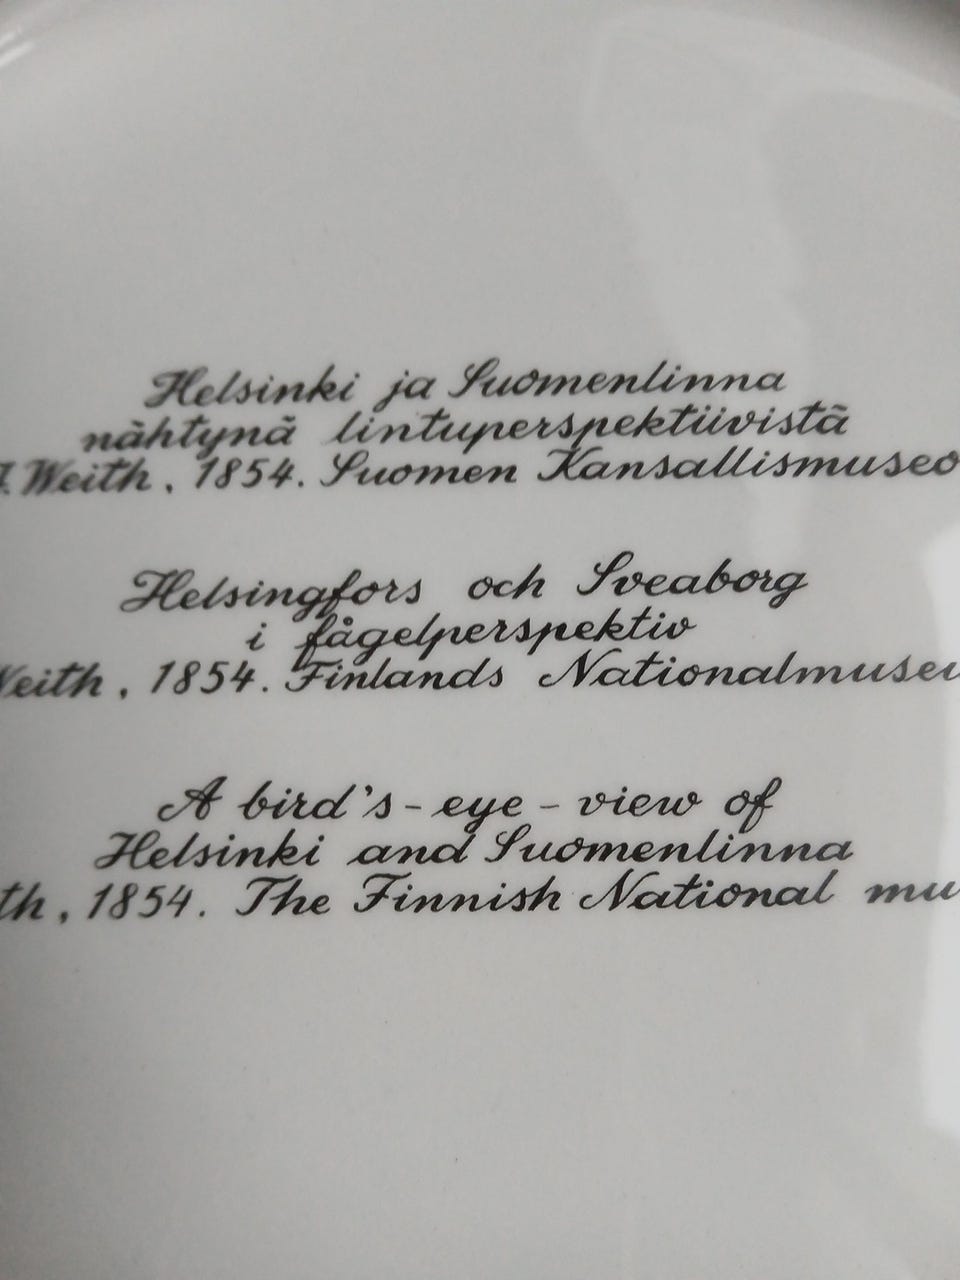 Helsinki ja Suomenlinna
nähtynä lintuperspektiivistä
J. Weith, 1854. Suomen Kansallismuseo
Helsingfors och Sveaborg
i fågelperspektiv
Weith, 1854. Finlands Nationalmuseu
A bird's-eye-view of
Helsinki and Suomenlinna
th, 1854. The Finnish National mu